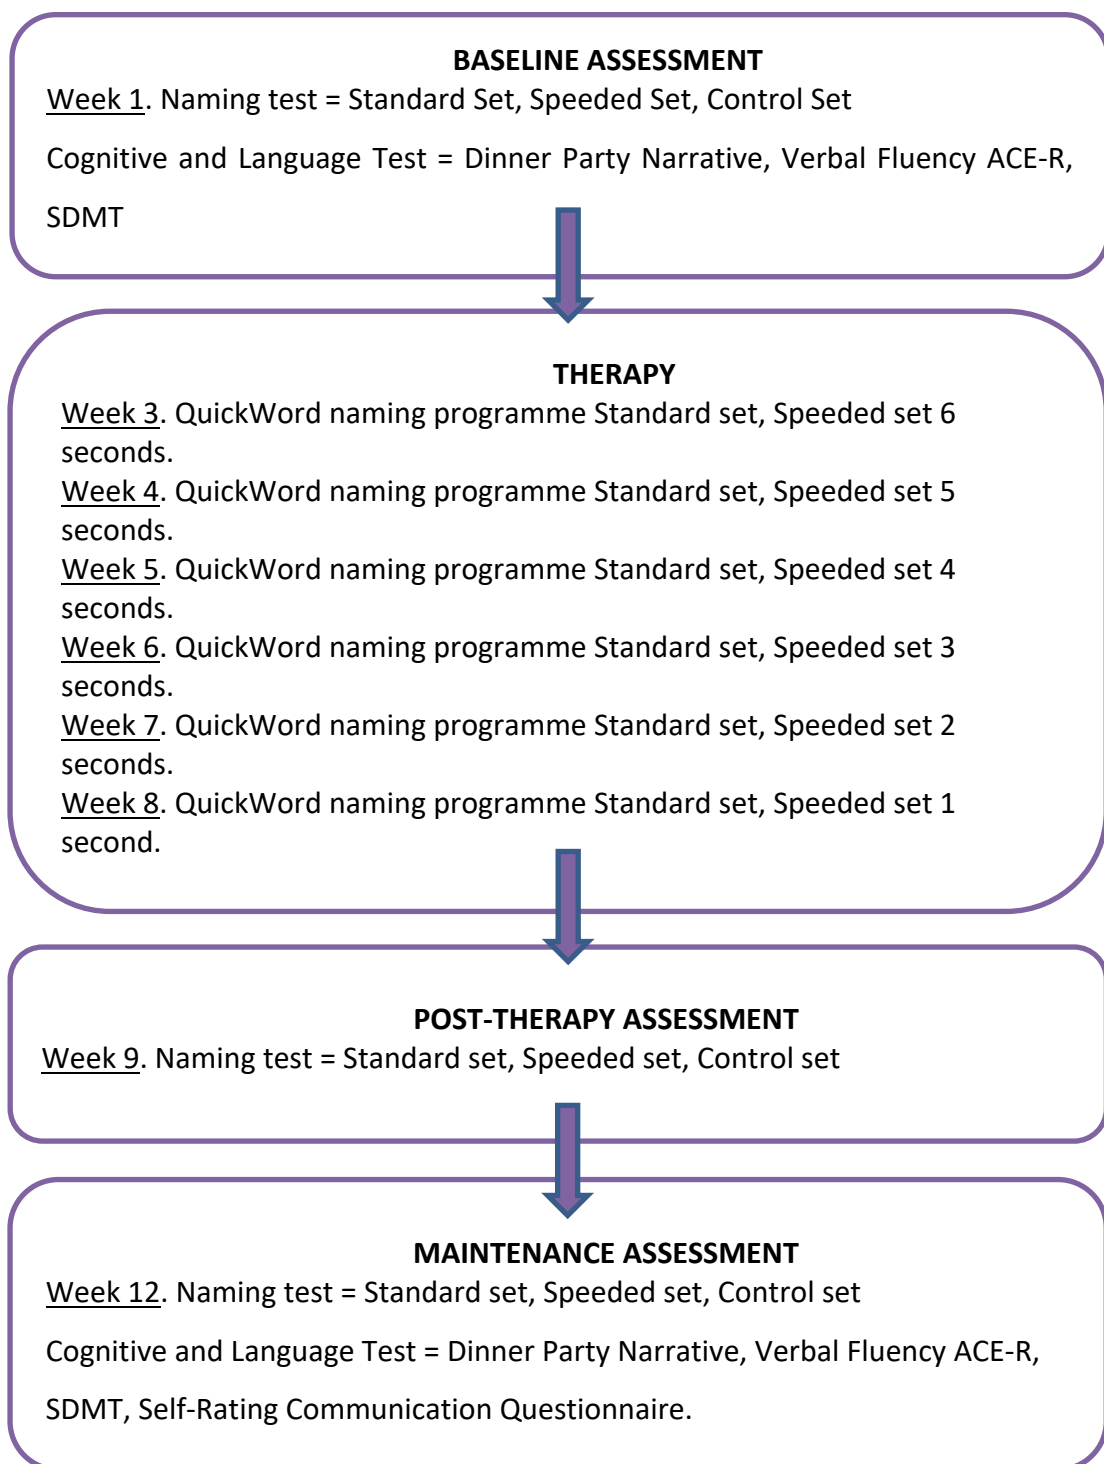 BASELINE ASSESSMENT
Week 1. Naming test = Standard Set, Speeded Set, Control Set
Cognitive and Language Test = Dinner Party Narrative, Verbal Fluency ACE-R,
SDMT
THERAPY
Week 3. QuickWord naming programme Standard set, Speeded set 6
seconds.
Week 4. QuickWord naming programme Standard set, Speeded set 5
seconds.
Week 5. QuickWord naming programme Standard set, Speeded set 4
seconds.
Week 6. QuickWord naming programme Standard set, Speeded set 3
seconds.
Week 7. QuickWord naming programme Standard set, Speeded set 2
seconds.
Week 8. QuickWord naming programme Standard set, Speeded set 1
second.
POST-THERAPY ASSESSMENT
Week 9. Naming test = Standard set, Speeded set, Control set
MAINTENANCE ASSESSMENT
Week 12. Naming test = Standard set, Speeded set, Control set
Cognitive and Language Test = Dinner Party Narrative, Verbal Fluency ACE-R,
SDMT, Self-Rating Communication Questionnaire.